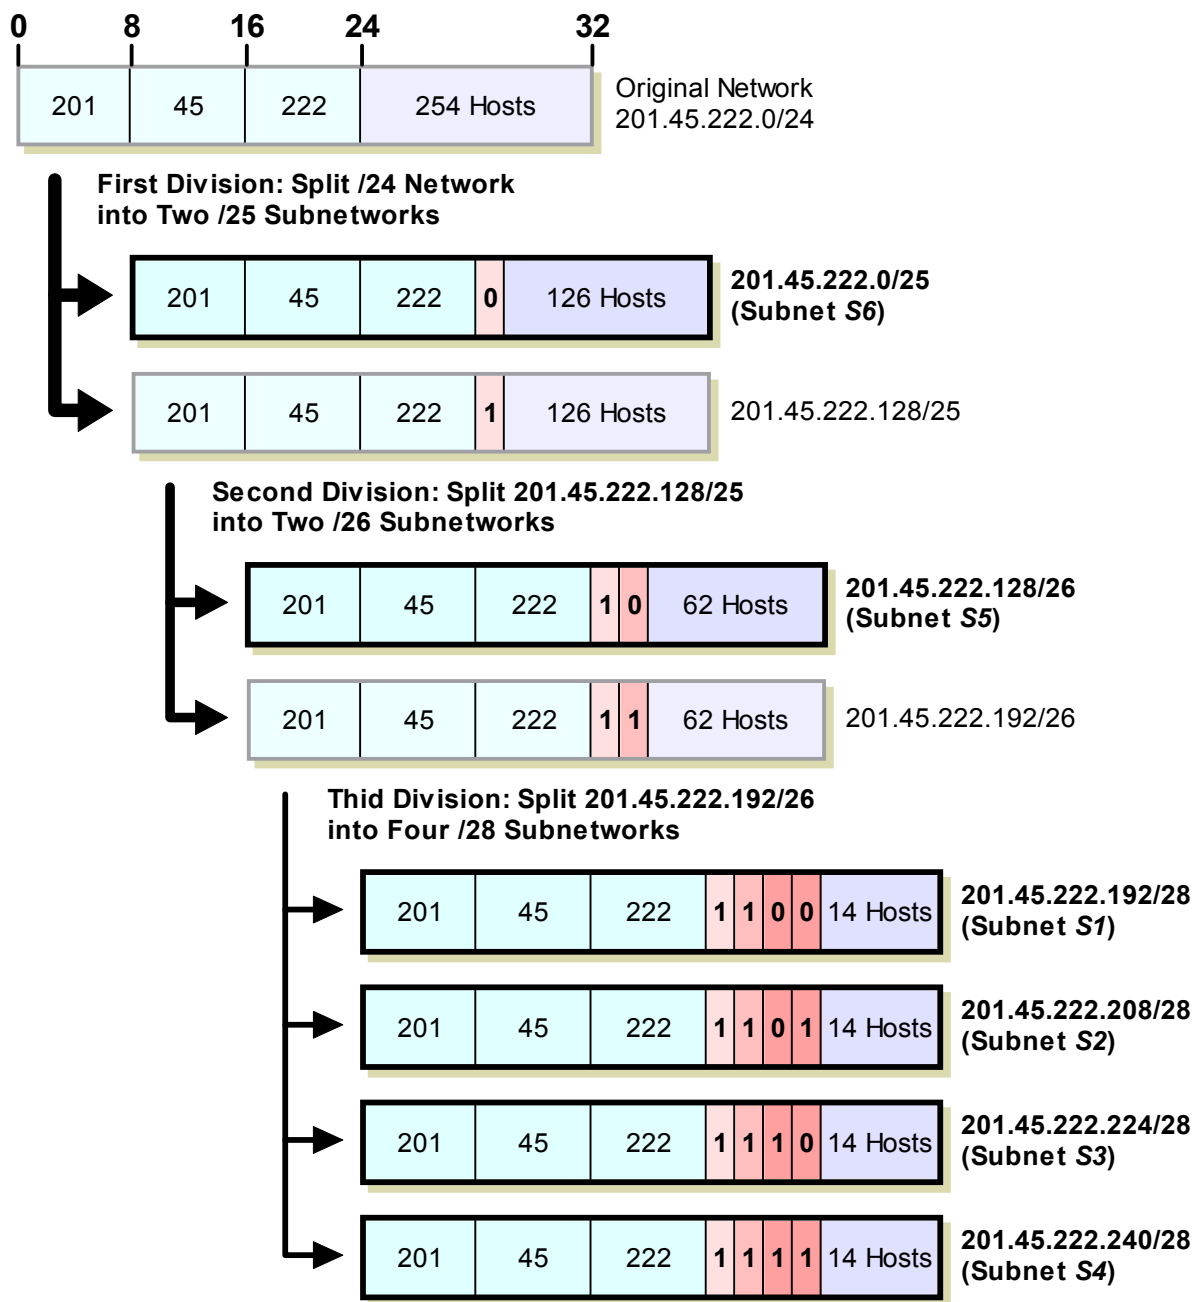 0 8 16 24 32
201 45 222 254 Hosts
Original Network
201.45.222.0/24
First Division: Split /24 Network
into Two /25 Subnetworks
201 45 222 0 126 Hosts
201.45.222.0/25
(Subnet S6)
201 45 222 1 126 Hosts
201.45.222.128/25
Second Division: Split 201.45.222.128/25
into Two /26 Subnetworks
201 45 222 1 0 62 Hosts
201.45.222.128/26
(Subnet S5)
201 45 222 1 1 62 Hosts
201.45.222.192/26
Thid Division: Split 201.45.222.192/26
into Four /28 Subnetworks
201 45 222 1 1 0 0 14 Hosts
201.45.222.192/28
(Subnet S1)
201 45 222 1 1 0 1 14 Hosts
201.45.222.208/28
(Subnet S2)
201 45 222 1 1 1 0 14 Hosts
201.45.222.224/28
(Subnet S3)
201 45 222 1 1 1 1 14 Hosts
201.45.222.240/28
(Subnet S4)